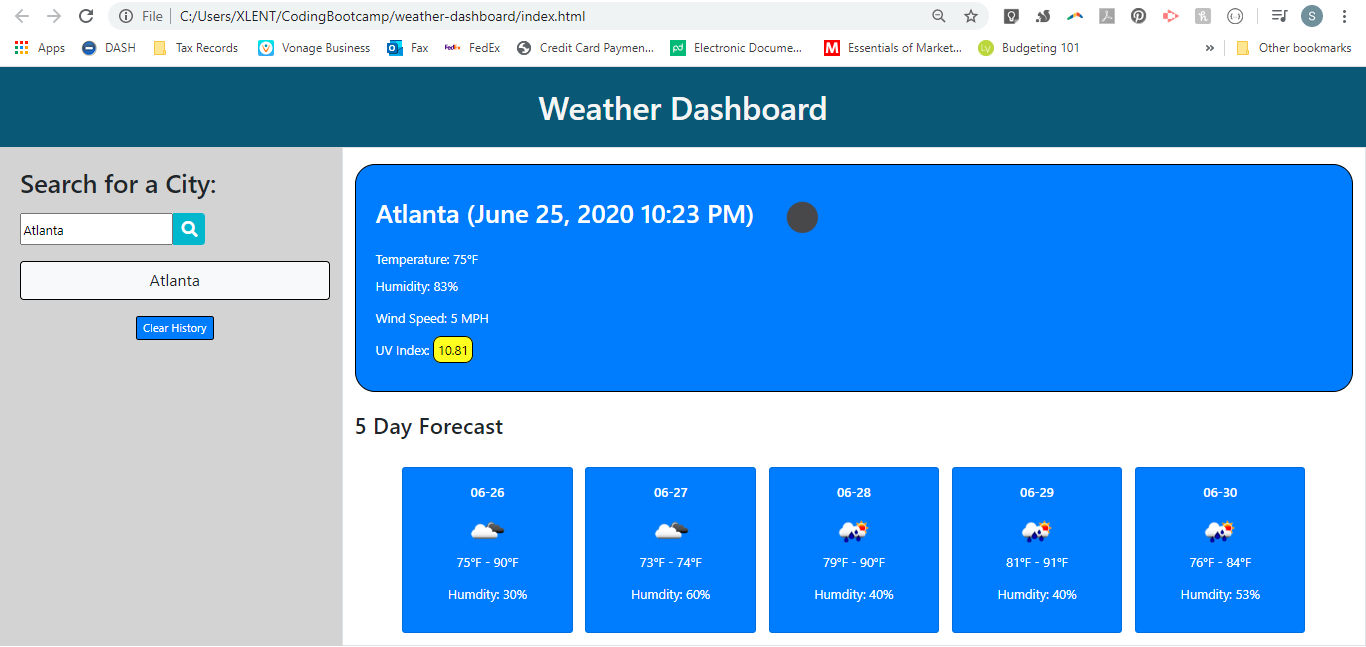 File | C:/Users/XLENT/CodingBootcamp/weather-dashboard/index.html
S
Apps DASH Tax Records Vonage Business Fax FedEx FedEx Credit Card Paymen... pd Electronic Docume... M Essentials of Market... Lv Budgeting 101 » Other bookmarks
Weather Dashboard
Search for a City:
Atlanta
Atlanta
Clear History
Atlanta (June 25, 2020 10:23 PM)
Temperature: 75°F
Humidity: 83%
Wind Speed: 5 MPH
UV Index: 10.81
5 Day Forecast
06-26
75°F - 90°F
Humdity: 30%
06-27
73°F - 74°F
Humdity: 60%
06-28
79°F - 90°F
Humdity: 40%
06-29
81°F - 91°F
Humdity: 40%
06-30
76°F - 84°F
Humdity: 53%